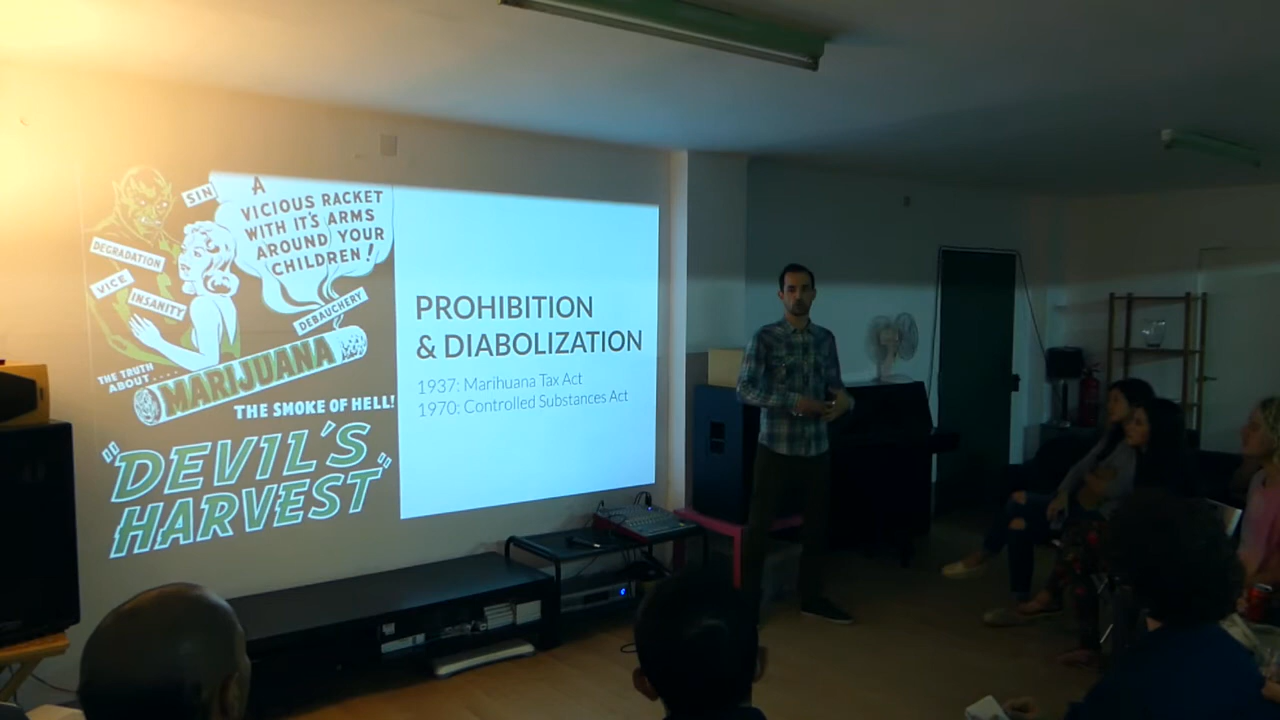 SIN
A
VICIOUS RACKET
WITH IT'S ARMS
AROUND YOUR
CHILDREN!
DEGRADATION
VICE
INSANITY
DEBAUCHERY
THE TRUTH
ABOUT....
MARIJUANA
THE SMOKE OF HELL!
"DEVIL'S
HARVEST"
PROHIBITION
& DIABOLIZATION
1937: Marihuana Tax Act
1970: Controlled Substances Act